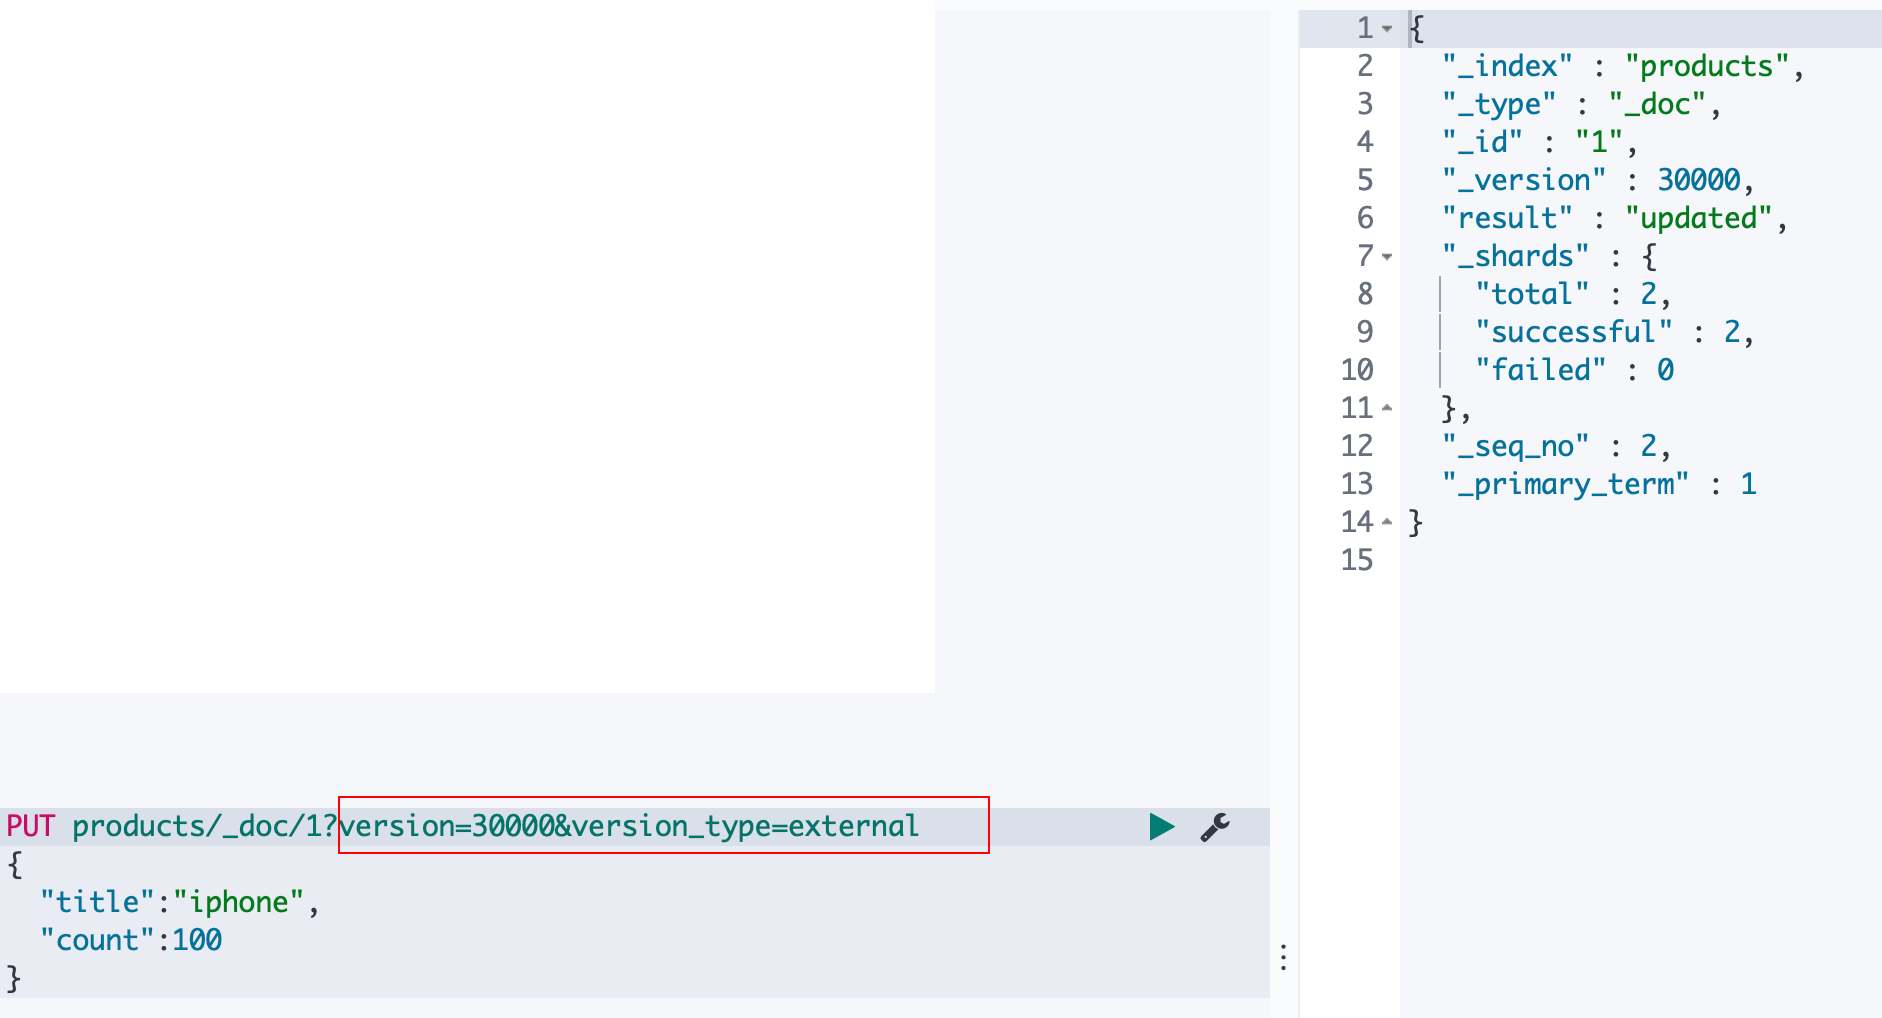 PUT products/_doc/1?version=30000&version_type=external
{
  "title":"iphone",
  "count":100
}
1 {
2   "_index" : "products",
3   "_type" : "_doc",
4   "_id" : "1",
5   "_version" : 30000,
6   "result" : "updated",
7   "_shards" : {
8     "total" : 2,
9     "successful" : 2,
10     "failed" : 0
11   },
12   "_seq_no" : 2,
13   "_primary_term" : 1
14 }
15